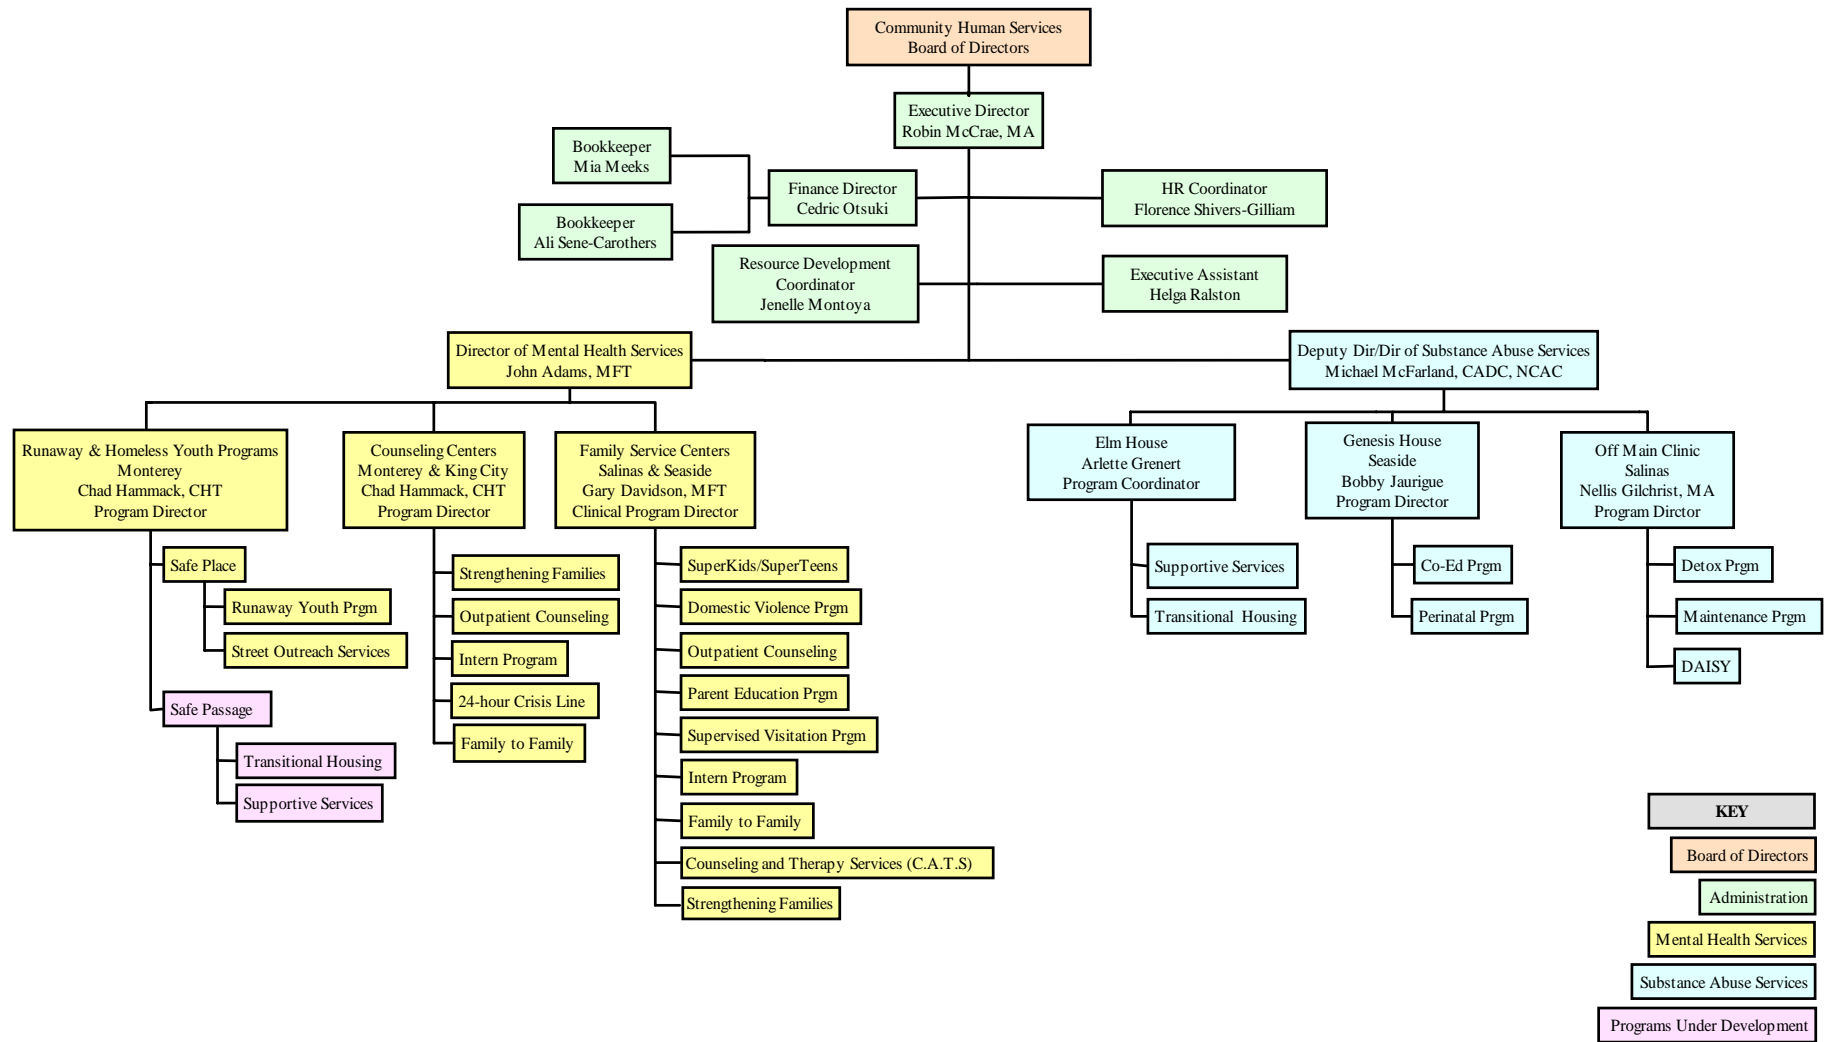 Community Human Services
Board of Directors
Executive Director
Robin McCrae, MA
Bookkeeper
Mia Meeks
Finance Director
Cedric Otsuki
HR Coordinator
Florence Shivers-Gilliam
Bookkeeper
Ali Sene-Carothers
Resource Development
Coordinator
Jenelle Montoya
Executive Assistant
Helga Ralston
Director of Mental Health Services
John Adams, MFT
Deputy Dir/Dir of Substance Abuse Services
Michael McFarland, CADC, NCAC
Runaway & Homeless Youth Programs
Monterey
Chad Hammack, CHT
Program Director
Safe Place
Runaway Youth Prgm
Street Outreach Services
Safe Passage
Transitional Housing
Supportive Services
Counseling Centers
Monterey & King City
Chad Hammack, CHT
Program Director
Strengthening Families
Outpatient Counseling
Intern Program
24-hour Crisis Line
Family to Family
Family Service Centers
Salinas & Seaside
Gary Davidson, MFT
Clinical Program Director
SuperKids/SuperTeens
Domestic Violence Prgm
Outpatient Counseling
Parent Education Prgm
Supervised Visitation Prgm
Intern Program
Family to Family
Counseling and Therapy Services (C.A.T.S)
Strengthening Families
Elm House
Arlette Grenert
Program Coordinator
Supportive Services
Transitional Housing
Genesis House
Seaside
Bobby Jaurigue
Program Director
Co-Ed Prgm
Perinatal Prgm
Off Main Clinic
Salinas
Nellis Gilchrist, MA
Program Dirctor
Detox Prgm
Maintenance Prgm
DAISY
KEY
Board of Directors
Administration
Mental Health Services
Substance Abuse Services
Programs Under Development